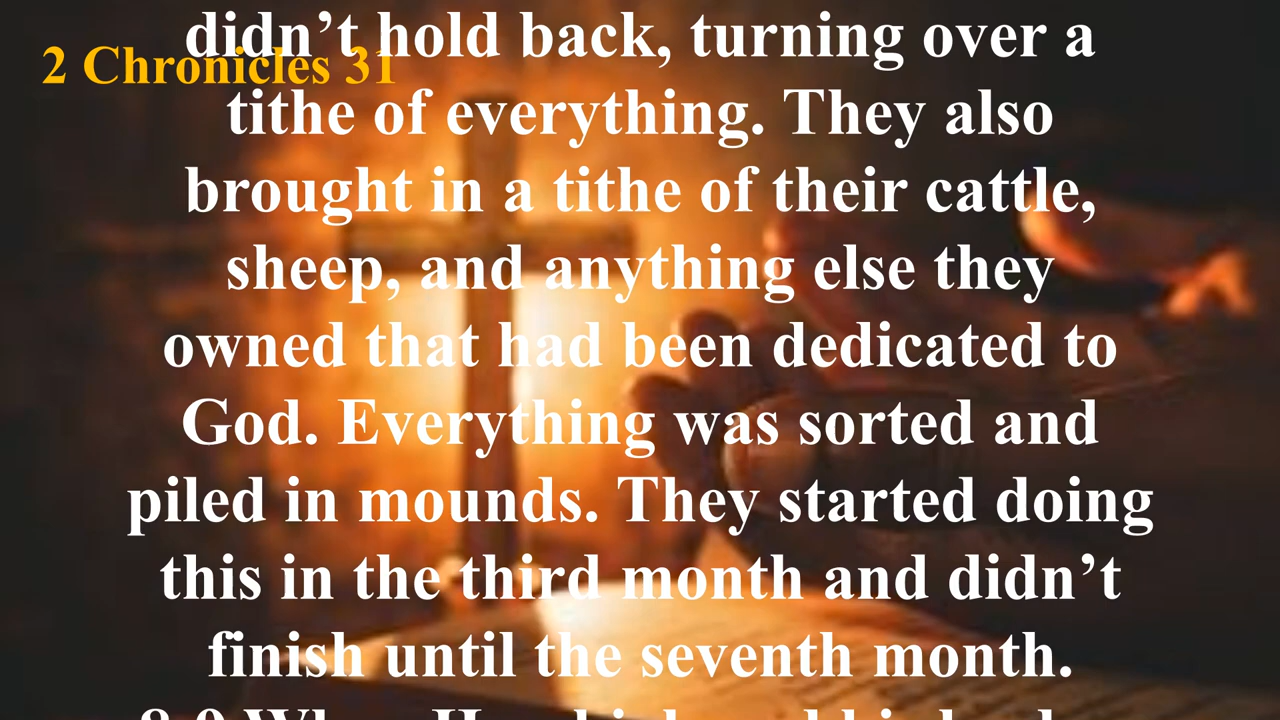 didn’t hold back, turning over a
2 Chronicles 31
tithe of everything. They also
brought in a tithe of their cattle,
sheep, and anything else they
owned that had been dedicated to
God. Everything was sorted and
piled in mounds. They started doing
this in the third month and didn’t
finish until the seventh month.